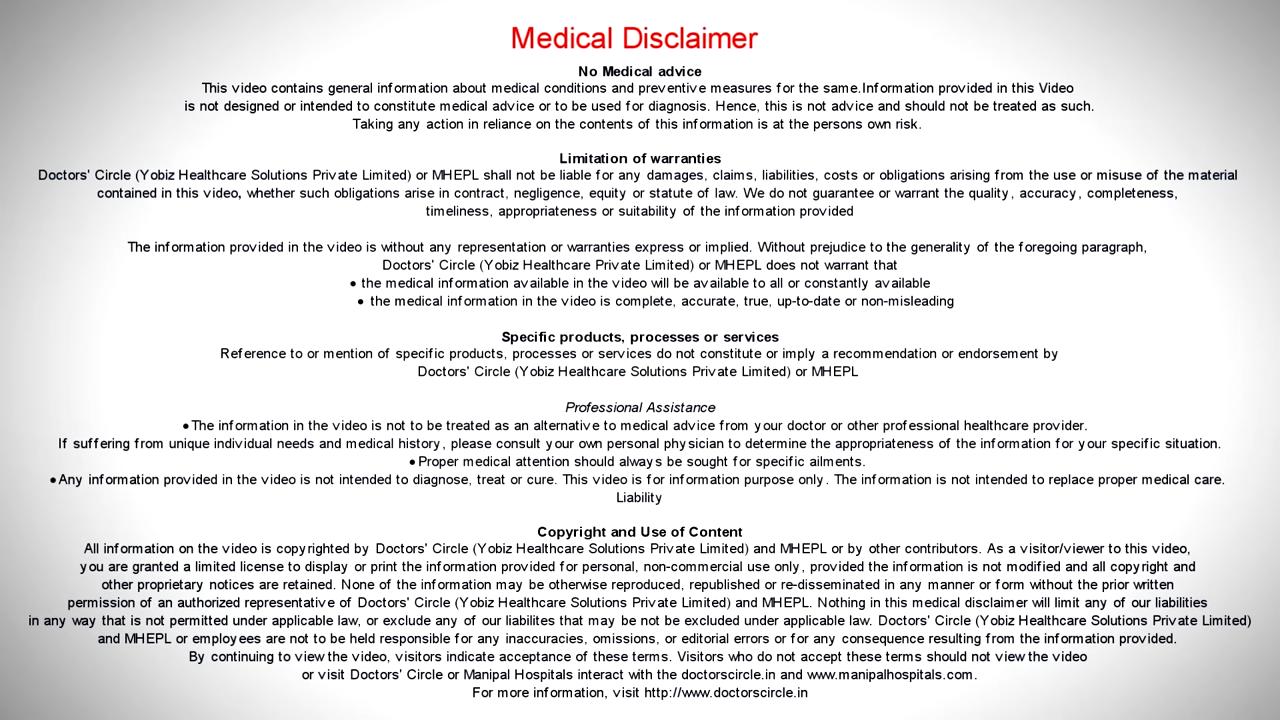 Medical Disclaimer
No Medical advice
This video contains general information about medical conditions and preventive measures for the same.Information provided in this Video
is not designed or intended to constitute medical advice or to be used for diagnosis. Hence, this is not advice and should not be treated as such.
Taking any action in reliance on the contents of this information is at the persons own risk.
Limitation of warranties
Doctors' Circle (Yobiz Healthcare Solutions Private Limited) or MHEPL shall not be liable for any damages, claims, liabilities, costs or obligations arising from the use or misuse of the material
contained in this video, whether such obligations arise in contract, negligence, equity or statute of law. We do not guarantee or warrant the quality, accuracy, completeness,
timeliness, appropriateness or suitability of the information provided
The information provided in the video is without any representation or warranties express or implied. Without prejudice to the generality of the foregoing paragraph,
Doctors' Circle (Yobiz Healthcare Private Limited) or MHEPL does not warrant that
• the medical information available in the video will be available to all or constantly available
• the medical information in the video is complete, accurate, true, up-to-date or non-misleading
Specific products, processes or services
Reference to or mention of specific products, processes or services do not constitute or imply a recommendation or endorsement by
Doctors' Circle (Yobiz Healthcare Solutions Private Limited) or MHEPL
Professional Assistance
•The information in the video is not to be treated as an alternative to medical advice from your doctor or other professional healthcare provider.
If suffering from unique individual needs and medical history, please consult your own personal physician to determine the appropriateness of the information for your specific situation.
•Proper medical attention should always be sought for specific ailments.
•Any information provided in the video is not intended to diagnose, treat or cure. This video is for information purpose only. The information is not intended to replace proper medical care.
Liability
Copyright and Use of Content
All information on the video is copyrighted by Doctors' Circle (Yobiz Healthcare Solutions Private Limited) and MHEPL or by other contributors. As a visitor/viewer to this video,
you are granted a limited license to display or print the information provided for personal, non-commercial use only, provided the information is not modified and all copyright and
other proprietary notices are retained. None of the information may be otherwise reproduced, republished or re-disseminated in any manner or form without the prior written
permission of an authorized representative of Doctors' Circle (Yobiz Healthcare Solutions Private Limited) and MHEPL. Nothing in this medical disclaimer will limit any of our liabilities
in any way that is not permitted under applicable law, or exclude any of our liabilites that may be not be excluded under applicable law. Doctors' Circle (Yobiz Healthcare Solutions Private Limited)
and MHEPL or employees are not to be held responsible for any inaccuracies, omissions, or editorial errors or for any consequence resulting from the information provided.
By continuing to view the video, visitors indicate acceptance of these terms. Visitors who do not accept these terms should not view the video
or visit Doctors' Circle or Manipal Hospitals interact with the doctorscircle.in and www.manipalhospitals.com.
For more information, visit http://www.doctorscircle.in